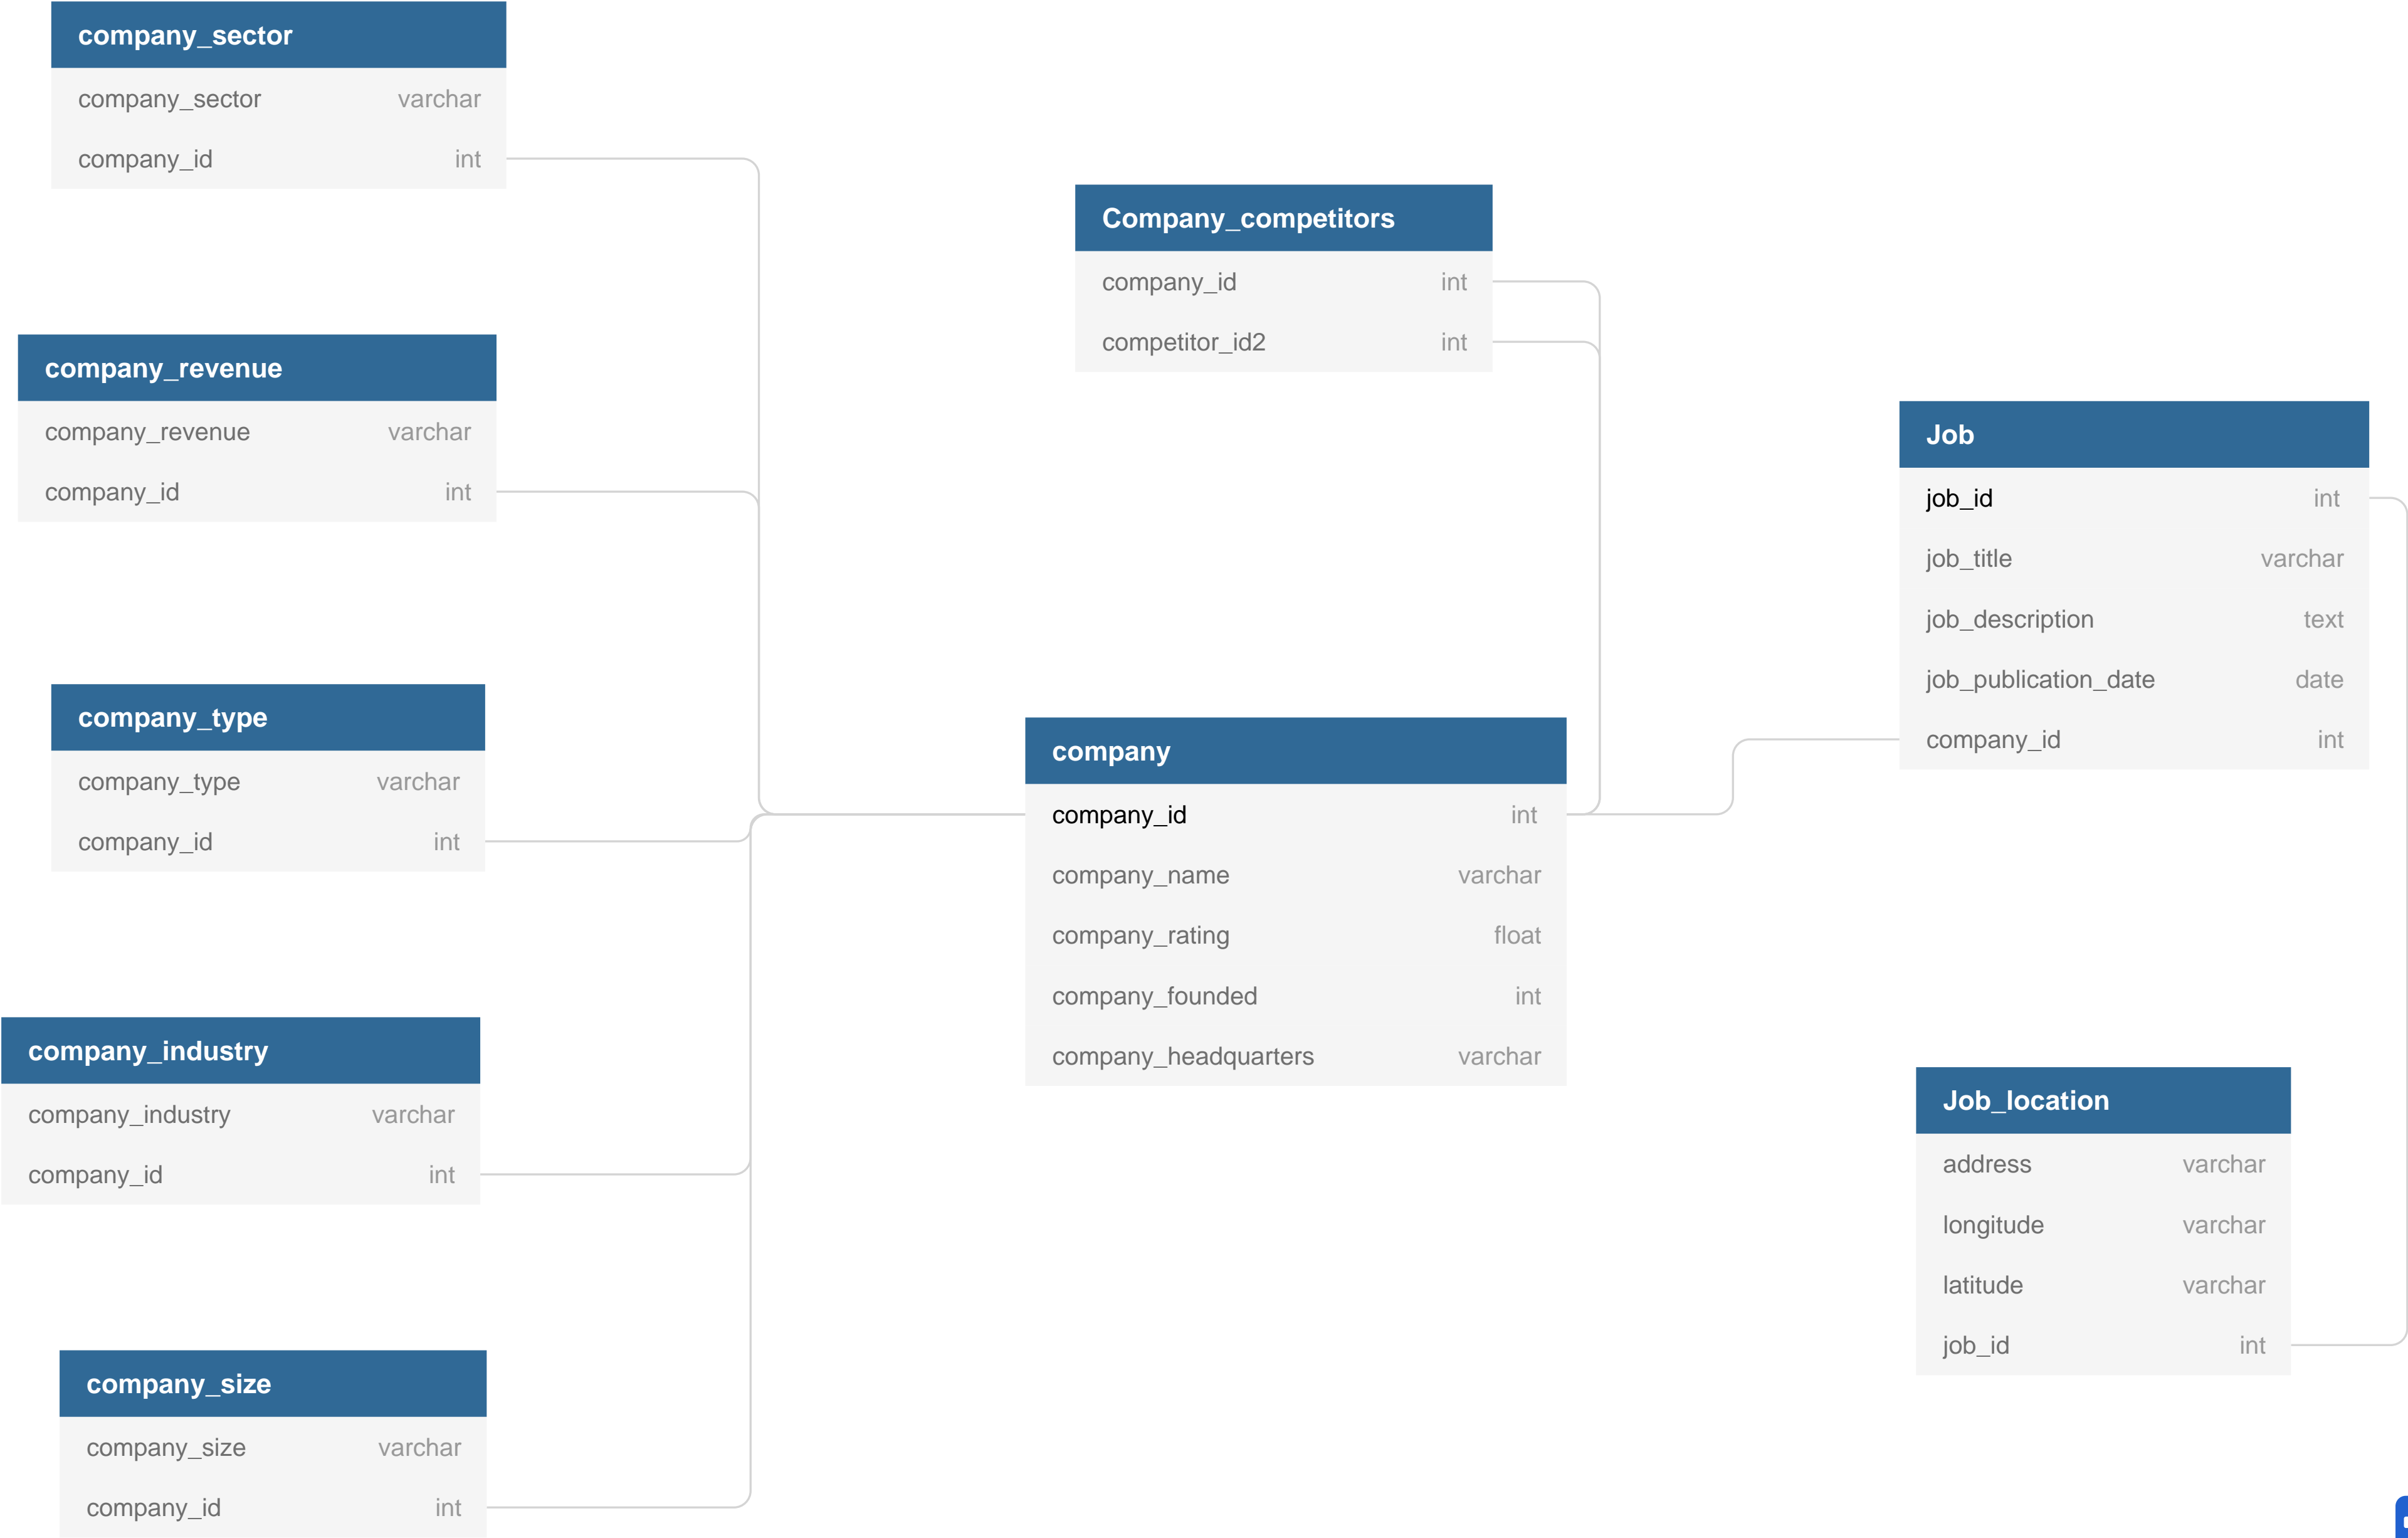 company_sector
company_sector varchar
company_id int
company_revenue
company_revenue varchar
company_id int
company_type
company_type varchar
company_id int
company_industry
company_industry varchar
company_id int
company_size
company_size varchar
company_id int
Company_competitors
company_id int
competitor_id2 int
company
company_id int
company_name varchar
company_rating float
company_founded int
company_headquarters varchar
Job
job_id int
job_title varchar
job_description text
job_publication_date date
company_id int
Job_location
address varchar
longitude varchar
latitude varchar
job_id int